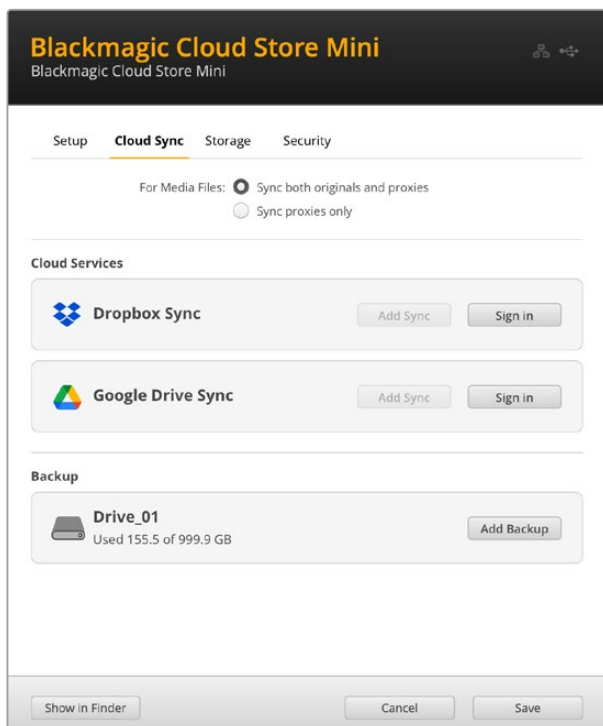 Blackmagic Cloud Store Mini
Blackmagic Cloud Store Mini
Setup Cloud Sync Storage Security
For Media Files: Sync both originals and proxies
Sync proxies only
Cloud Services
Dropbox Sync Add Sync Sign in
Google Drive Sync Add Sync Sign in
Backup
Drive_01
Used 155.5 of 999.9 GB
Add Backup
Show in Finder Cancel Save